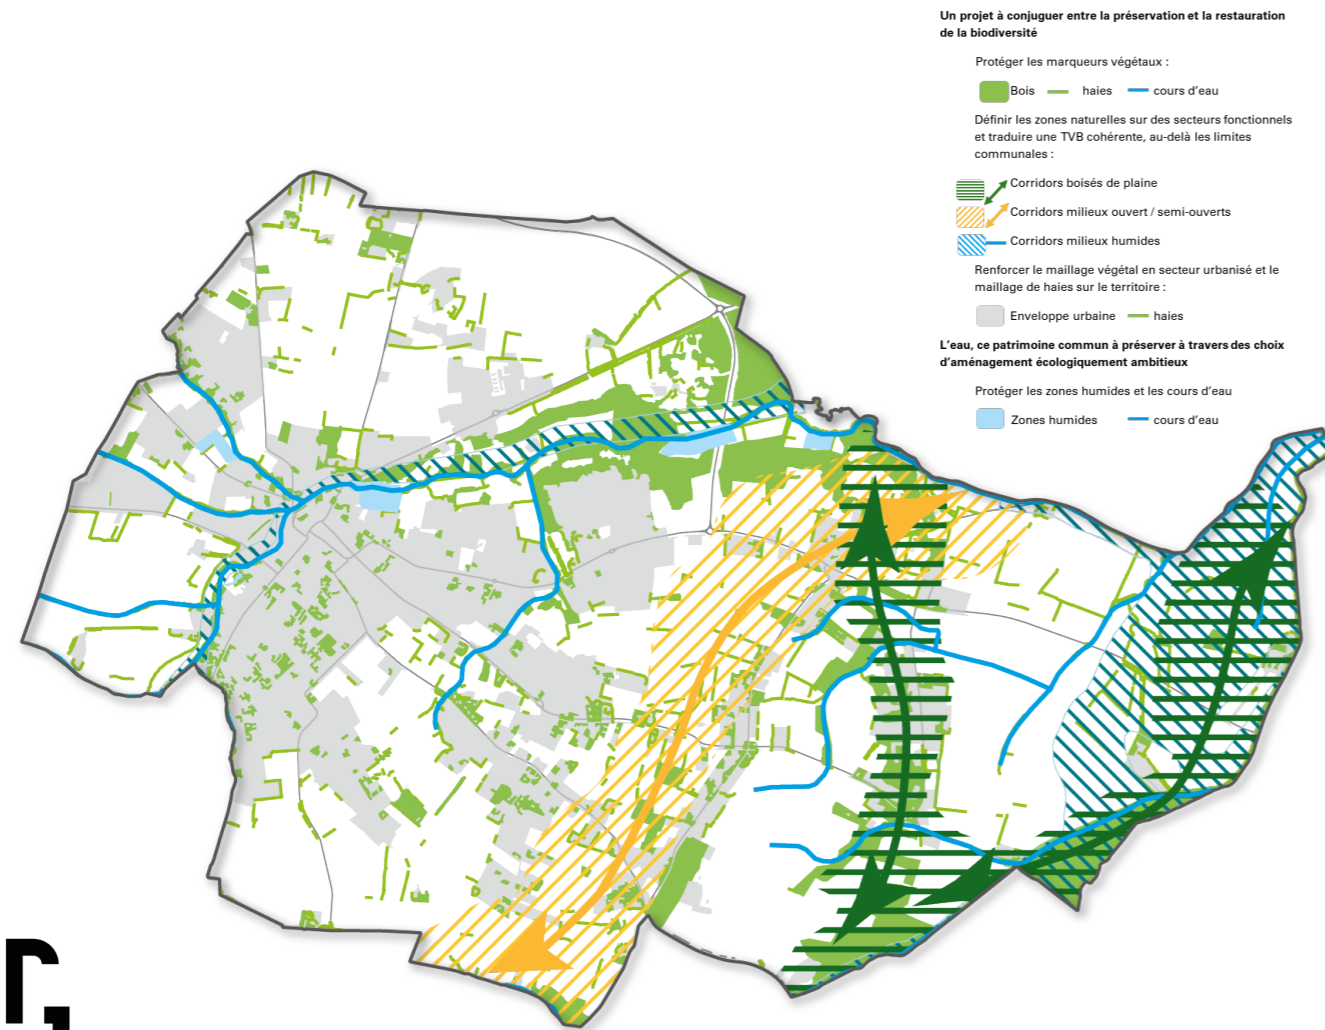 Un projet à conjuguer entre la préservation et la restauration
de la biodiversité
Protéger les marqueurs végétaux :
Bois haies cours d'eau
Définir les zones naturelles sur des secteurs fonctionnels
et traduire une TVB cohérente, au-delà les limites
communales :
Corridors boisés de plaine
Corridors milieux ouvert / semi-ouverts
Corridors milieux humides
Renforcer le maillage végétal en secteur urbanisé et le
maillage de haies sur le territoire :
Enveloppe urbaine haies
L'eau, ce patrimoine commun à préserver à travers des choix
d'aménagement écologiquement ambitieux
Protéger les zones humides et les cours d'eau
Zones humides cours d'eau